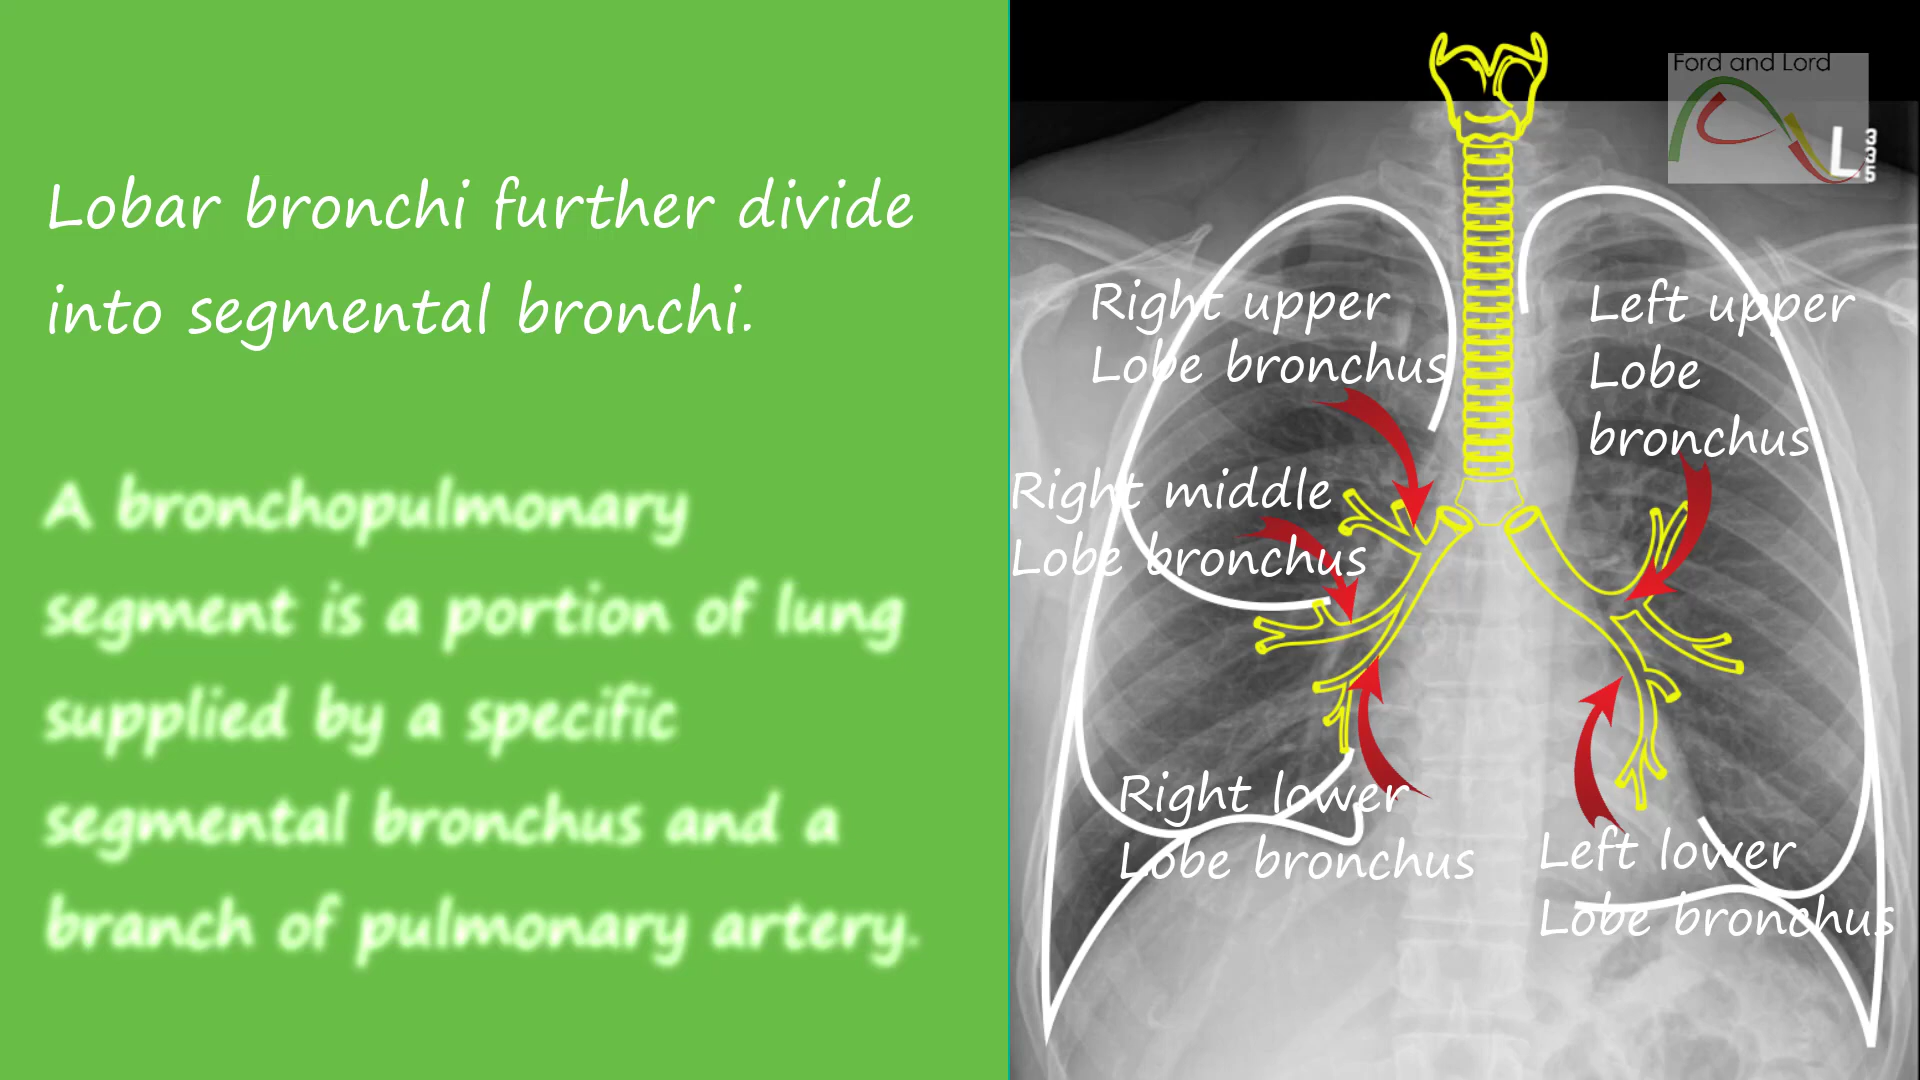 Lobar bronchi further divide
into segmental bronchi.
A bronchopulmonary
segment is a portion of lung
supplied by a specific
segmental bronchus and a
branch of pulmonary artery.
Ford and Lord
L
335
Right upper
Lobe bronchus
Left upper
Lobe
bronchus
Right middle
Lobe bronchus
Right lower
Lobe bronchus
Left lower
Lobe bronchus